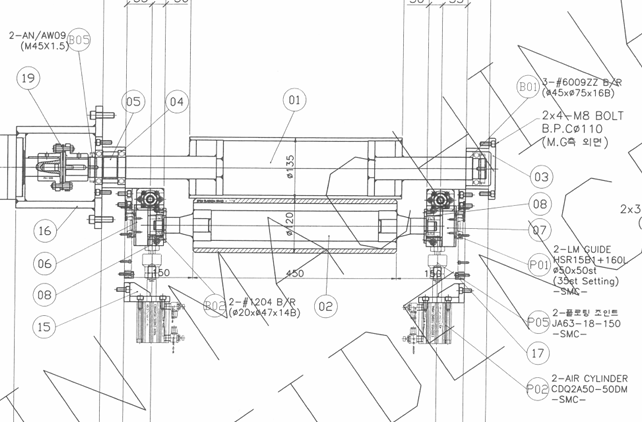 2-AN/AW09
(M45X1.5)
B05
19
05
04
01
B01
3-#6009ZZ B/R
(ø45xø75x16B)
2x4-M8 BOLT
B.P.Cø110
(M.G측 외면)
ø135
03
08
07
2x3
16
ø120
06
P01
2-LM GUIDE
HSR15B1+160L
ø50x50st
(35st Setting)
-SMC-
08
450
150
B02
2-#1204 B/R
(ø20xø47x14B)
02
15
P05
2-플로팅 조인트
JA63-18-150
-SMC-
17
P02
2-AIR CYLINDER
CDQ2A50-50DM
-SMC-